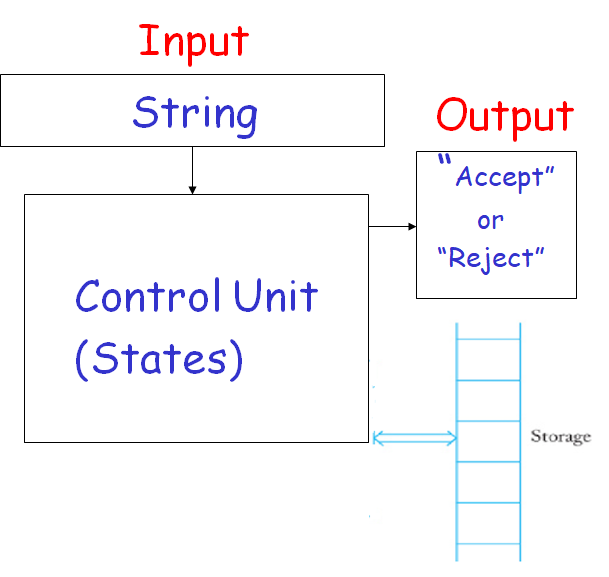 Input
String
Output
“Accept”
or
“Reject”
Control Unit
(States)
Storage